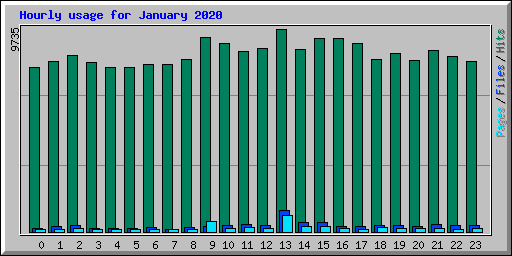 Hourly usage for January 2020
9735
Pages/Files/Hits
0 1 2 3 4 5 6 7 8 9 10 11 12 13 14 15 16 17 18 19 20 21 22 23